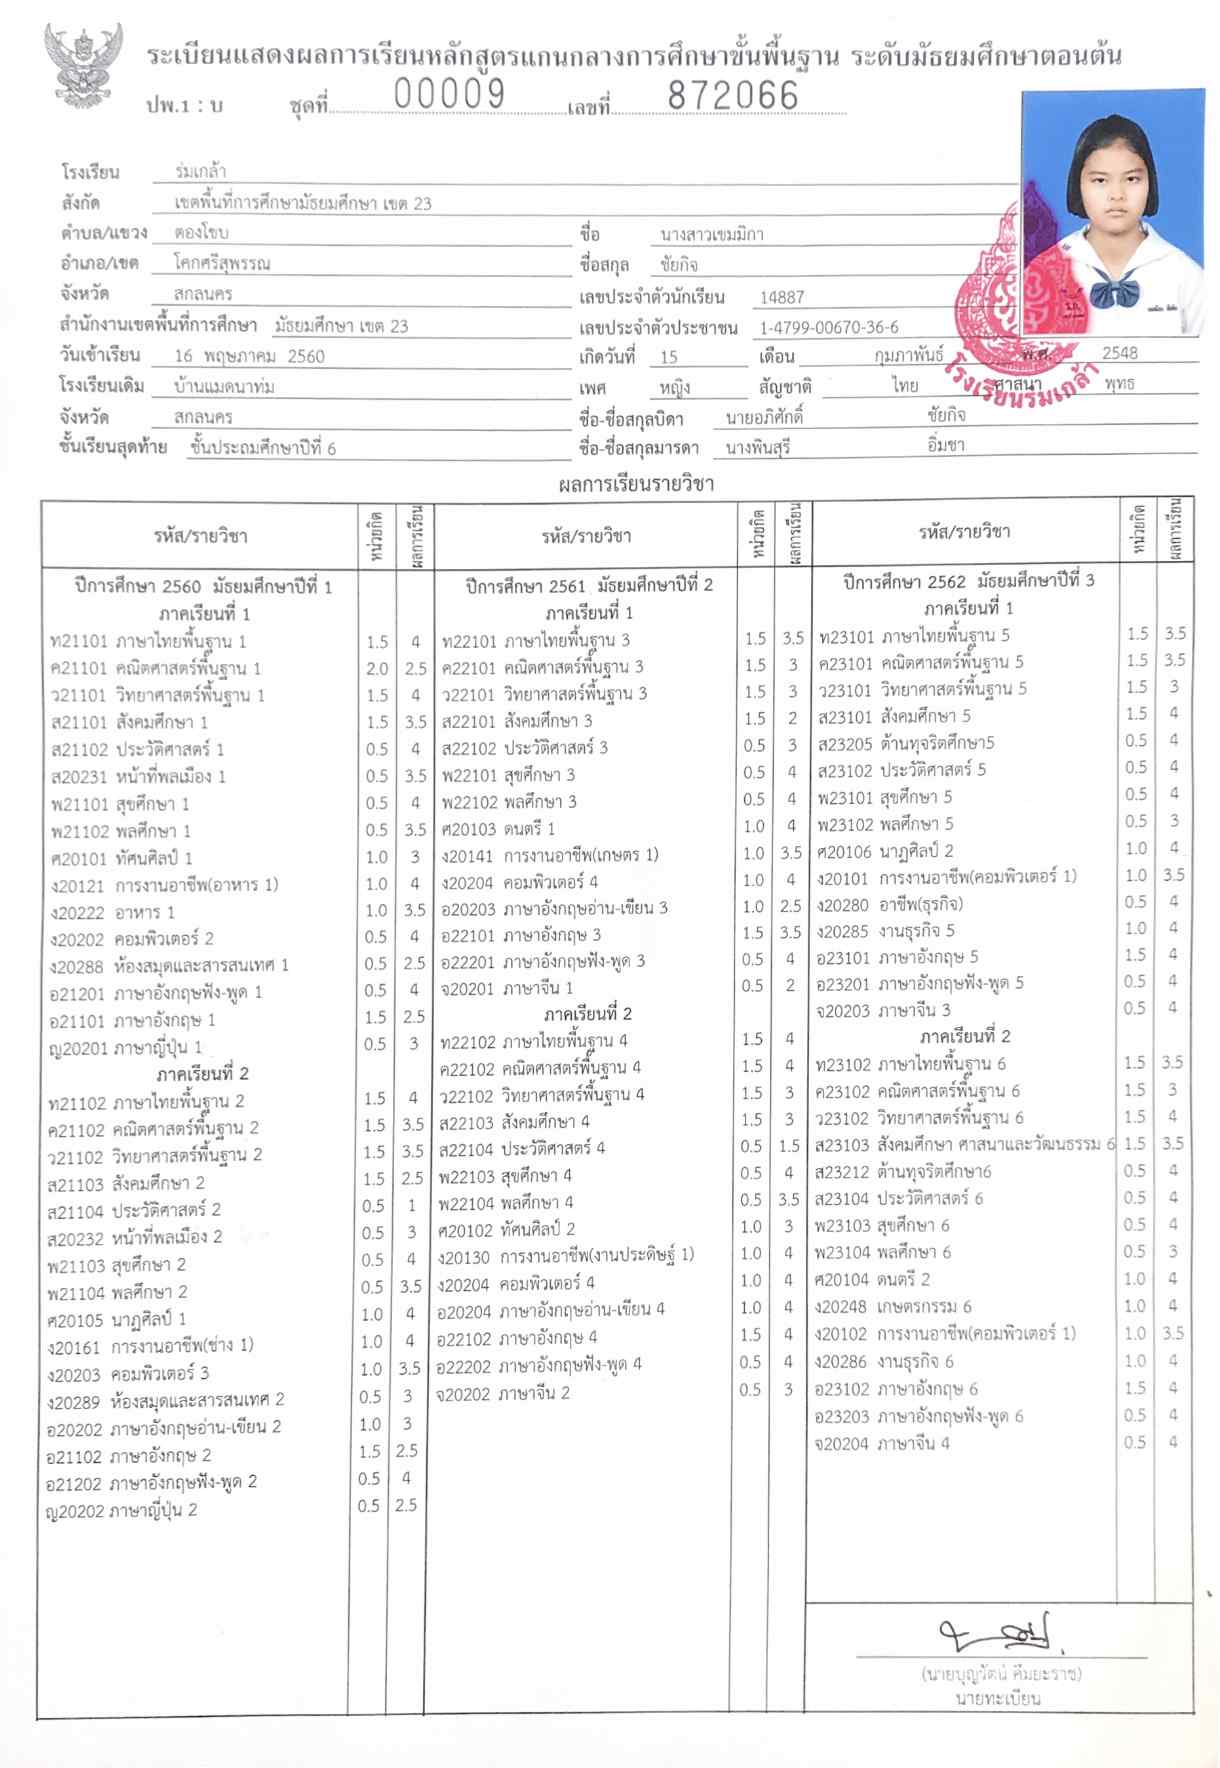 ระเบียนแสดงผลการเรียนหลักสูตรแกนกลางการศึกษาขั้นพื้นฐาน ระดับมัธยมศึกษาตอนต้น
ปพ.1 : บ ชุดที่ 00009 เลขที่ 872066
โรงเรียน ร่มเกล้า
สังกัด เขตพื้นที่การศึกษามัธยมศึกษา เขต 23
ตำบล/แขวง ตองโขบ ชื่อ นางสาวเขมมิกา
อำเภอ/เขต โคกศรีสุพรรณ ชื่อสกุล ชัยกิจ
จังหวัด สกลนคร เลขประจำตัวนักเรียน 14887
สำนักงานเขตพื้นที่การศึกษา มัธยมศึกษา เขต 23 เลขประจำตัวประชาชน 1-4799-00670-36-6
วันเข้าเรียน 16 พฤษภาคม 2560 เกิดวันที่ 15 เดือน กุมภาพันธ์ พ.ศ. 2548
โรงเรียนเดิม บ้านแมดนาท่ม เพศ หญิง สัญชาติ ไทย ศาสนา พุทธ
จังหวัด สกลนคร ชื่อ-ชื่อสกุลบิดา นายอภิศักดิ์ ชัยกิจ
ชั้นเรียนสุดท้าย ชั้นประถมศึกษาปีที่ 6 ชื่อ-ชื่อสกุลมารดา นางพินสุรี อิ่มชา
โรงเรียนร่มเกล้า
ผลการเรียนรายวิชา
รหัส/รายวิชา หน่วยกิต ผลการเรียน
ปีการศึกษา 2560 มัธยมศึกษาปีที่ 1
ภาคเรียนที่ 1
ท21101 ภาษาไทยพื้นฐาน 1 1.5 4
ค21101 คณิตศาสตร์พื้นฐาน 1 2.0 2.5
ว21101 วิทยาศาสตร์พื้นฐาน 1 1.5 4
ส21101 สังคมศึกษา 1 1.5 3.5
ส21102 ประวัติศาสตร์ 1 0.5 4
ส20231 หน้าที่พลเมือง 1 0.5 3.5
พ21101 สุขศึกษา 1 0.5 4
พ21102 พลศึกษา 1 0.5 3.5
ศ20101 ทัศนศิลป์ 1 1.0 3
ง20121 การงานอาชีพ(อาหาร 1) 1.0 4
ง20222 อาหาร 1 1.0 3.5
ง20202 คอมพิวเตอร์ 2 0.5 4
ง20288 ห้องสมุดและสารสนเทศ 1 0.5 2.5
อ21201 ภาษาอังกฤษฟัง-พูด 1 0.5 4
อ21101 ภาษาอังกฤษ 1 1.5 2.5
ญ20201 ภาษาญี่ปุ่น 1 0.5 3
ภาคเรียนที่ 2
ท21102 ภาษาไทยพื้นฐาน 2 1.5 4
ค21102 คณิตศาสตร์พื้นฐาน 2 1.5 3.5
ว21102 วิทยาศาสตร์พื้นฐาน 2 1.5 3.5
ส21103 สังคมศึกษา 2 1.5 2.5
ส21104 ประวัติศาสตร์ 2 0.5 1
ส20232 หน้าที่พลเมือง 2 0.5 3
พ21103 สุขศึกษา 2 0.5 4
พ21104 พลศึกษา 2 0.5 3.5
ศ20105 นาฏศิลป์ 1 1.0 4
ง20161 การงานอาชีพ(ช่าง 1) 1.0 4
ง20203 คอมพิวเตอร์ 3 1.0 3.5
ง20289 ห้องสมุดและสารสนเทศ 2 0.5 3
อ20202 ภาษาอังกฤษอ่าน-เขียน 2 1.0 3
อ21102 ภาษาอังกฤษ 2 1.5 2.5
อ21202 ภาษาอังกฤษฟัง-พูด 2 0.5 4
ญ20202 ภาษาญี่ปุ่น 2 0.5 2.5
รหัส/รายวิชา หน่วยกิต ผลการเรียน
ปีการศึกษา 2561 มัธยมศึกษาปีที่ 2
ภาคเรียนที่ 1
ท22101 ภาษาไทยพื้นฐาน 3 1.5 3.5
ค22101 คณิตศาสตร์พื้นฐาน 3 1.5 3
ว22101 วิทยาศาสตร์พื้นฐาน 3 1.5 3
ส22101 สังคมศึกษา 3 1.5 2
ส22102 ประวัติศาสตร์ 3 0.5 3
พ22101 สุขศึกษา 3 0.5 4
พ22102 พลศึกษา 3 0.5 4
ศ20103 ดนตรี 1 1.0 4
ง20141 การงานอาชีพ(เกษตร 1) 1.0 3.5
ง20204 คอมพิวเตอร์ 4 1.0 4
อ20203 ภาษาอังกฤษอ่าน-เขียน 3 1.0 2.5
อ22101 ภาษาอังกฤษ 3 1.5 3.5
อ22201 ภาษาอังกฤษฟัง-พูด 3 0.5 4
จ20201 ภาษาจีน 1 0.5 2
ภาคเรียนที่ 2
ท22102 ภาษาไทยพื้นฐาน 4 1.5 4
ค22102 คณิตศาสตร์พื้นฐาน 4 1.5 4
ว22102 วิทยาศาสตร์พื้นฐาน 4 1.5 3
ส22103 สังคมศึกษา 4 1.5 3
ส22104 ประวัติศาสตร์ 4 0.5 1.5
พ22103 สุขศึกษา 4 0.5 4
พ22104 พลศึกษา 4 0.5 3.5
ศ20102 ทัศนศิลป์ 2 1.0 3
ง20130 การงานอาชีพ(งานประดิษฐ์ 1) 1.0 4
ง20204 คอมพิวเตอร์ 4 1.0 4
อ20204 ภาษาอังกฤษอ่าน-เขียน 4 1.0 4
อ22102 ภาษาอังกฤษ 4 1.5 4
อ22202 ภาษาอังกฤษฟัง-พูด 4 0.5 4
จ20202 ภาษาจีน 2 0.5 3
รหัส/รายวิชา หน่วยกิต ผลการเรียน
ปีการศึกษา 2562 มัธยมศึกษาปีที่ 3
ภาคเรียนที่ 1
ท23101 ภาษาไทยพื้นฐาน 5 1.5 3.5
ค23101 คณิตศาสตร์พื้นฐาน 5 1.5 3.5
ว23101 วิทยาศาสตร์พื้นฐาน 5 1.5 3
ส23101 สังคมศึกษา 5 1.5 4
ส23205 ต้านทุจริตศึกษา5 0.5 4
ส23102 ประวัติศาสตร์ 5 0.5 4
พ23101 สุขศึกษา 5 0.5 4
พ23102 พลศึกษา 5 0.5 3
ศ20106 นาฏศิลป์ 2 1.0 4
ง20101 การงานอาชีพ(คอมพิวเตอร์ 1) 1.0 3.5
ง20280 อาชีพ(ธุรกิจ) 0.5 4
ง20285 งานธุรกิจ 5 1.0 4
อ23101 ภาษาอังกฤษ 5 1.5 4
อ23201 ภาษาอังกฤษฟัง-พูด 5 0.5 4
จ20203 ภาษาจีน 3 0.5 4
ภาคเรียนที่ 2
ท23102 ภาษาไทยพื้นฐาน 6 1.5 3.5
ค23102 คณิตศาสตร์พื้นฐาน 6 1.5 3
ว23102 วิทยาศาสตร์พื้นฐาน 6 1.5 4
ส23103 สังคมศึกษา ศาสนาและวัฒนธรรม 6 1.5 3.5
ส23212 ต้านทุจริตศึกษา6 0.5 4
ส23104 ประวัติศาสตร์ 6 0.5 4
พ23103 สุขศึกษา 6 0.5 4
พ23104 พลศึกษา 6 0.5 3
ศ20104 ดนตรี 2 1.0 4
ง20248 เกษตรกรรม 6 1.0 4
ง20102 การงานอาชีพ(คอมพิวเตอร์ 1) 1.0 3.5
ง20286 งานธุรกิจ 6 1.0 4
อ23102 ภาษาอังกฤษ 6 1.5 4
อ23203 ภาษาอังกฤษฟัง-พูด 6 0.5 4
จ20204 ภาษาจีน 4 0.5 4
(นายบุญวัฒน์ คึมยะราช)
นายทะเบียน